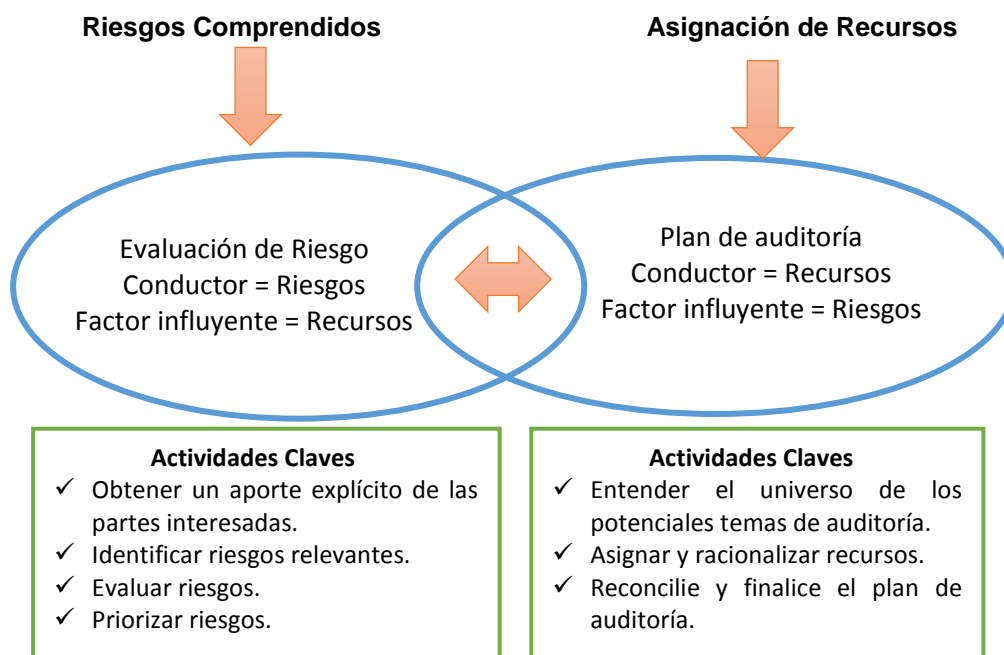 Riesgos Comprendidos
Asignación de Recursos
Evaluación de Riesgo
Conductor = Riesgos
Factor influyente = Recursos
Plan de auditoría
Conductor = Recursos
Factor influyente = Riesgos
Actividades Claves
✓ Obtener un aporte explícito de las
partes interesadas.
✓ Identificar riesgos relevantes.
✓ Evaluar riesgos.
✓ Priorizar riesgos.
Actividades Claves
✓ Entender el universo de los
potenciales temas de auditoría.
✓ Asignar y racionalizar recursos.
✓ Reconcilie y finalice el plan de
auditoría.